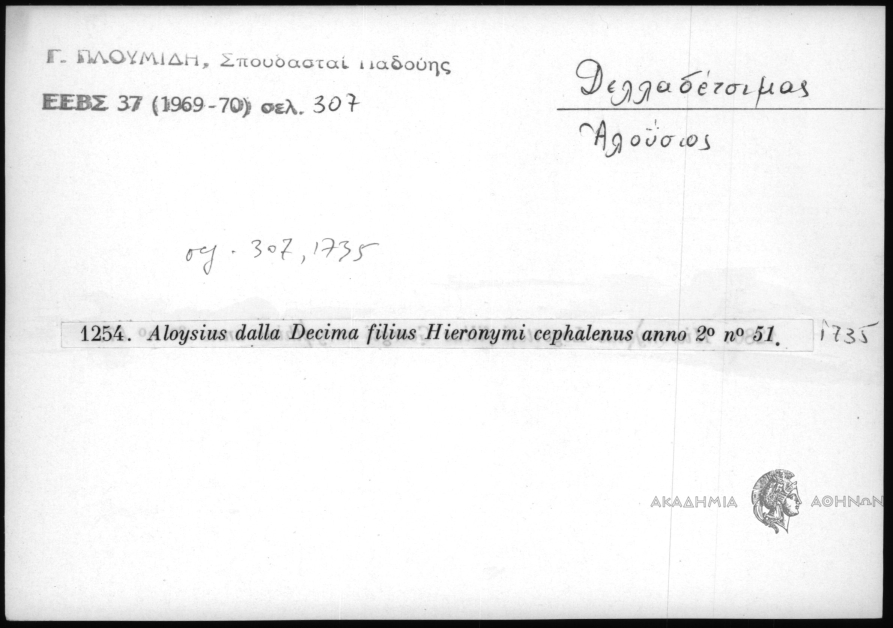 Γ. ΠΛΟΥΜΙΔΗ, Σπουδασταί Παδούης
ΕΕΒΣ 37 (1969-70) σελ. 307
Δελλαδέτσιμας
Ἀλοΰσιος
σελ. 307, 1735
1254. Aloysius dalla Decima filius Hieronymi cephalenus anno 2º nº 51. 1735
ΑΚΑΔΗΜΙΑ ΑΘΗΝΩΝ